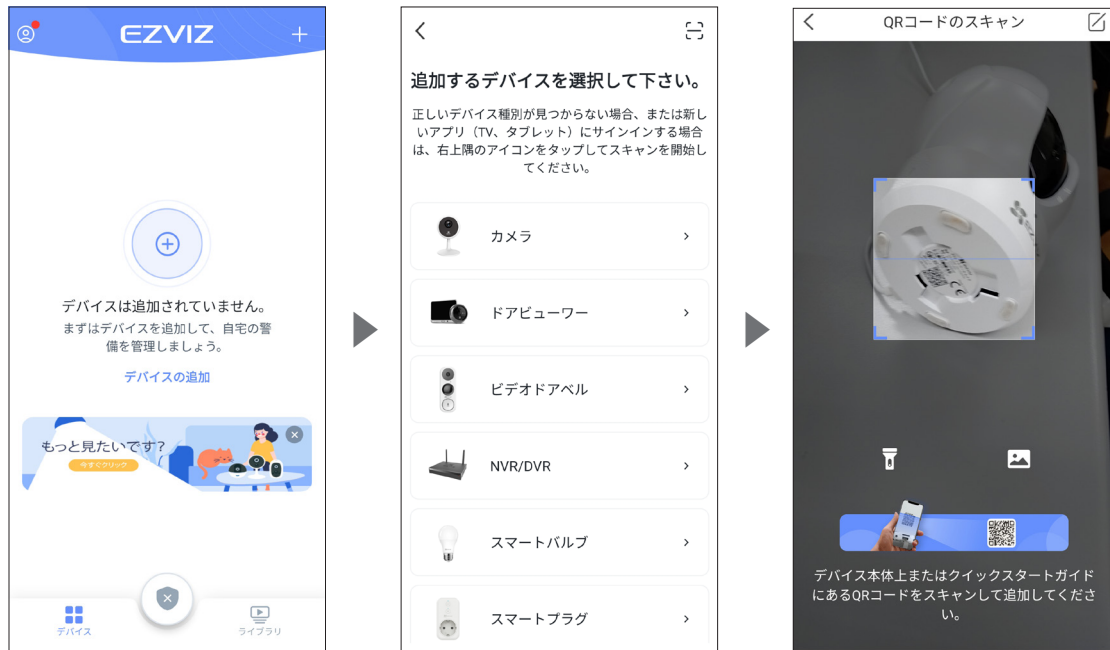 EZVIZ
デバイスは追加されていません。
まずはデバイスを追加して、自宅の警
備を管理しましょう。
デバイスの追加
もっと見たいです?
今すぐクリック
デバイス
ライブラリ
追加するデバイスを選択して下さい。
正しいデバイス種別が見つからない場合、または新し
いアプリ（TV、タブレット）にサインインする場合
は、右上隅のアイコンをタップしてスキャンを開始し
てください。
カメラ
ドアビューワー
ビデオドアベル
NVR/DVR
スマートバルブ
スマートプラグ
QRコードのスキャン
デバイス本体上またはクイックスタートガイド
にあるQRコードをスキャンして追加してくださ
い。